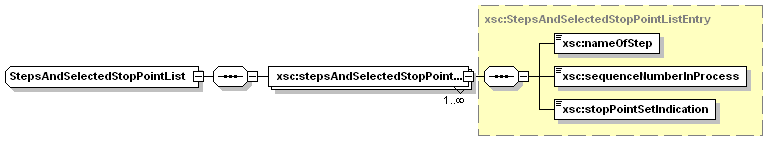 xsc:StepsAndSelectedStopPointListEntry
xsc:nameOfStep
StepsAndSelectedStopPointList
xsc:stepsAndSelectedStopPoint...
xsc:sequenceNumberInProcess
1..∞
xsc:stopPointSetIndication